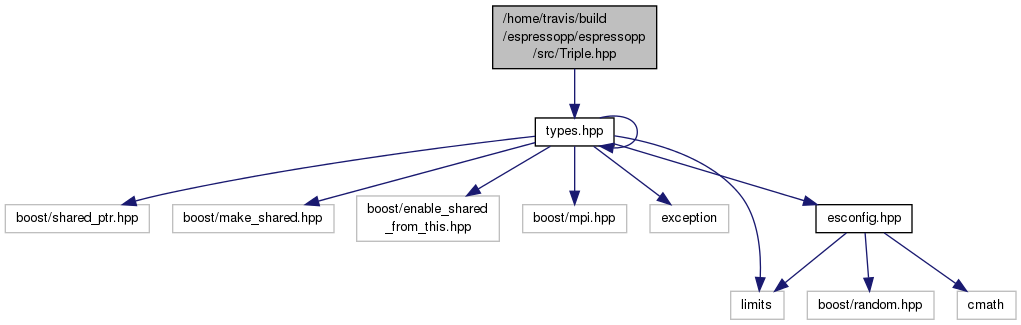 /home/travis/build
/espressopp/espressopp
/src/Triple.hpp
types.hpp
boost/shared_ptr.hpp
boost/make_shared.hpp
boost/enable_shared
_from_this.hpp
boost/mpi.hpp
exception
esconfig.hpp
limits
boost/random.hpp
cmath